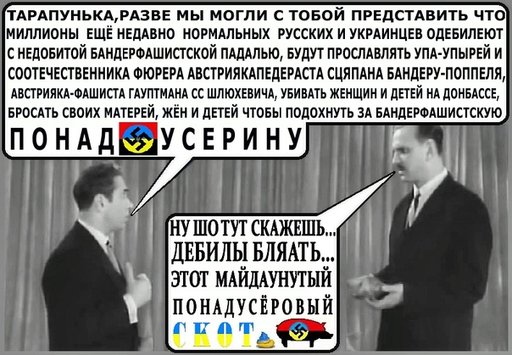 ТАРАПУНЬКА,РАЗВЕ МЫ МОГЛИ С ТОБОЙ ПРЕДСТАВИТЬ ЧТО
МИЛЛИОНЫ ЕЩЁ НЕДАВНО НОРМАЛЬНЫХ РУССКИХ И УКРАИНЦЕВ ОДЕБИЛЕЮТ
С НЕДОБИТОЙ БАНДЕРФАШИСТСКОЙ ПАДАЛЬЮ, БУДУТ ПРОСЛАВЛЯТЬ УПА-УПЫРЕЙ И
СООТЕЧЕСТВЕННИКА ФЮРЕРА АВСТРИЯКАПЕДЕРАСТА СЦЯПАНА БАНДЕРУ-ПОППЕЛЯ,
АВСТРИЯКА-ФАШИСТА ГАУПТМАНА СС ШЛЮХЕВИЧА, УБИВАТЬ ЖЕНЩИН И ДЕТЕЙ НА ДОНБАССЕ,
БРОСАТЬ СВОИХ МАТЕРЕЙ, ЖЁН И ДЕТЕЙ ЧТОБЫ ПОДОХНУТЬ ЗА БАНДЕРФАШИСТСКУЮ
ПОНАД УСЕРИНУ
НУ ШО ТУТ СКАЖЕШЬ...
ДЕБИЛЫ БЛЯАТЬ...
ЭТОТ МАЙДАУНУТЫЙ
ПОНАДУСЁРОВЫЙ
СКОТ